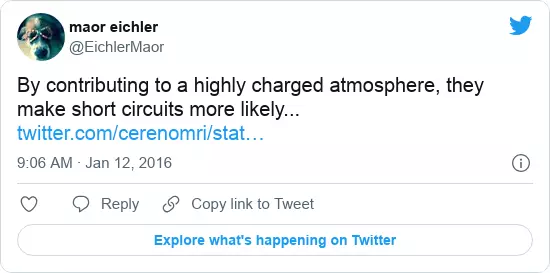 maor eichler
@EichlerMaor
By contributing to a highly charged atmosphere, they
make short circuits more likely...
twitter.com/cerenomri/stat…
9:06 AM · Jan 12, 2016
Reply
Copy link to Tweet
Explore what's happening on Twitter